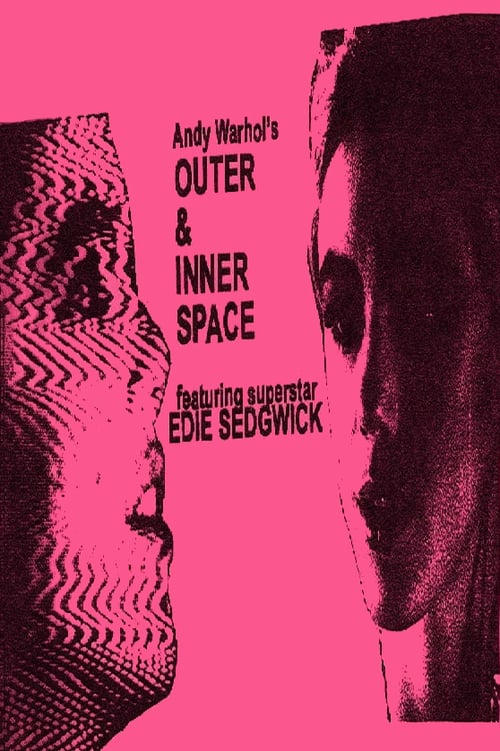 Andy Warhol's
OUTER
&
INNER
SPACE
featuring superstar
EDIE SEDGWICK